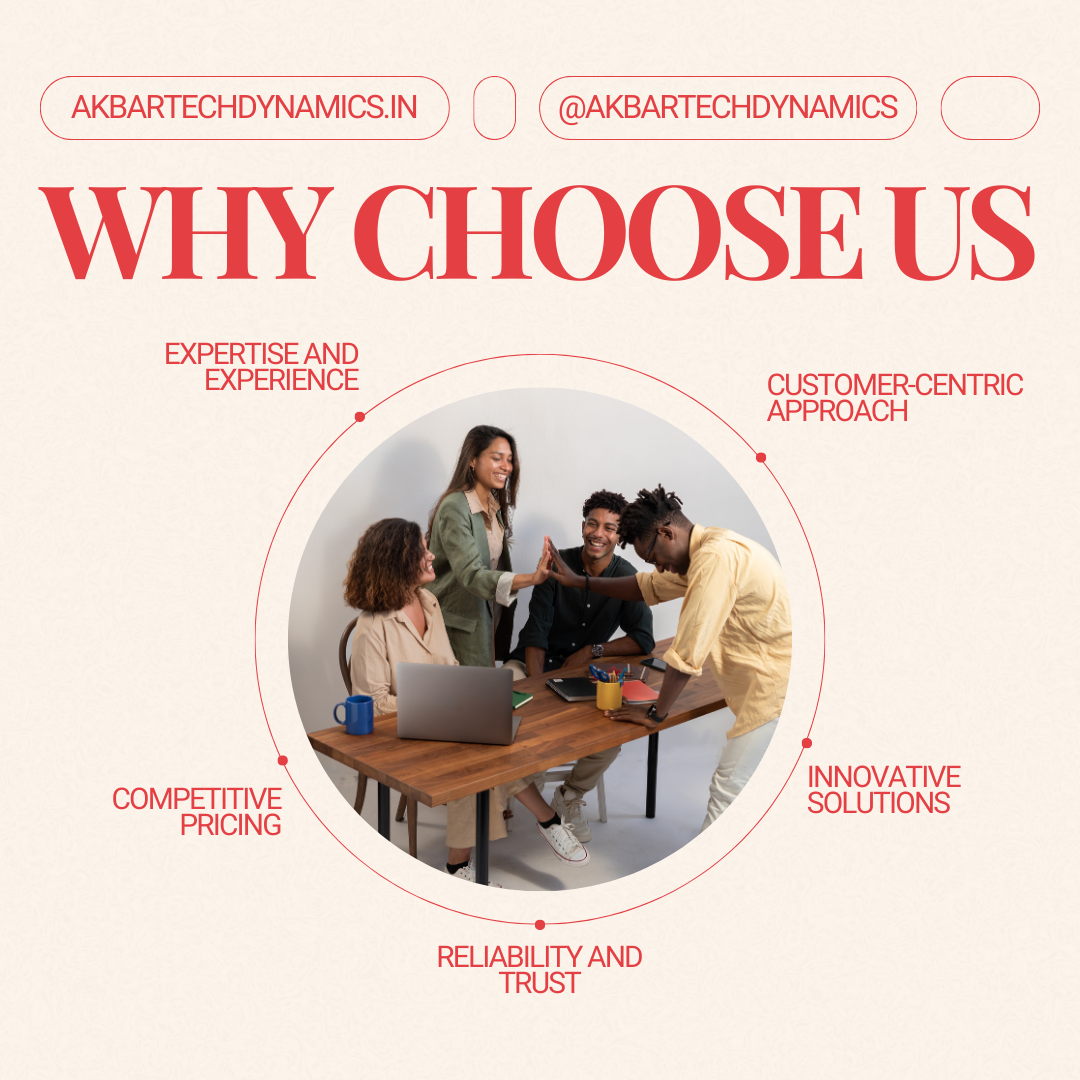 AKBARTECHDYNAMICS.IN
@AKBARTECHDYNAMICS
WHY CHOOSE US
EXPERTISE AND
EXPERIENCE
CUSTOMER-CENTRIC
APPROACH
COMPETITIVE
PRICING
INNOVATIVE
SOLUTIONS
RELIABILITY AND
TRUST